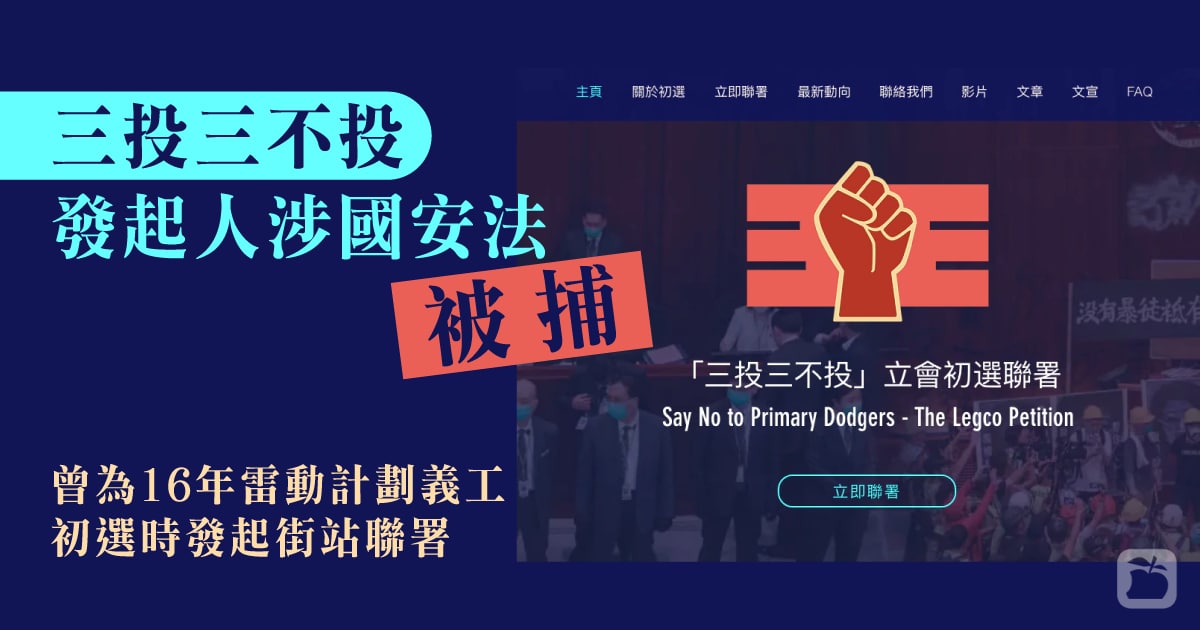 三投三不投
發起人涉國安法
被捕
曾為16年雷動計劃義工
初選時發起街站聯署
主頁 關於初選 立即聯署 最新動向 聯絡我們 影片 文章 文宣 FAQ
没有暴徒祗有
「三投三不投」立會初選聯署
Say No to Primary Dodgers - The Legco Petition
立即聯署